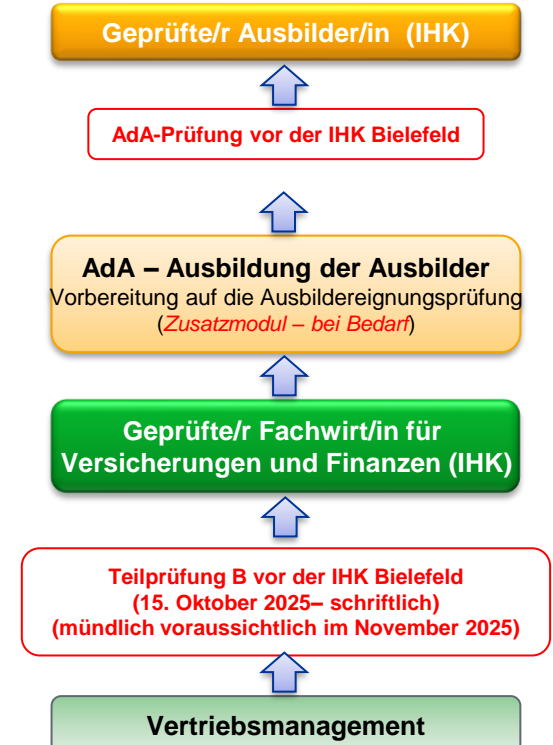 Geprüfte/r Ausbilder/in (IHK)
AdA-Prüfung vor der IHK Bielefeld
AdA – Ausbildung der Ausbilder
Vorbereitung auf die Ausbildereignungsprüfung
(Zusatzmodul – bei Bedarf)
Geprüfte/r Fachwirt/in für
Versicherungen und Finanzen (IHK)
Teilprüfung B vor der IHK Bielefeld
(15. Oktober 2025– schriftlich)
(mündlich voraussichtlich im November 2025)
Vertriebsmanagement